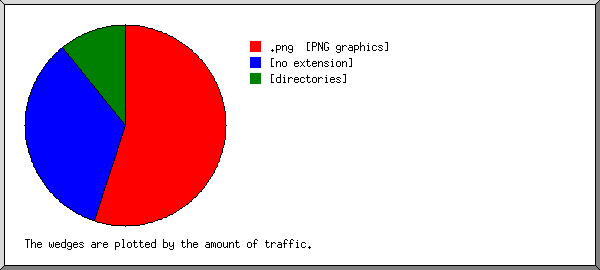 .png [PNG graphics]
[no extension]
[directories]
The wedges are plotted by the amount of traffic.